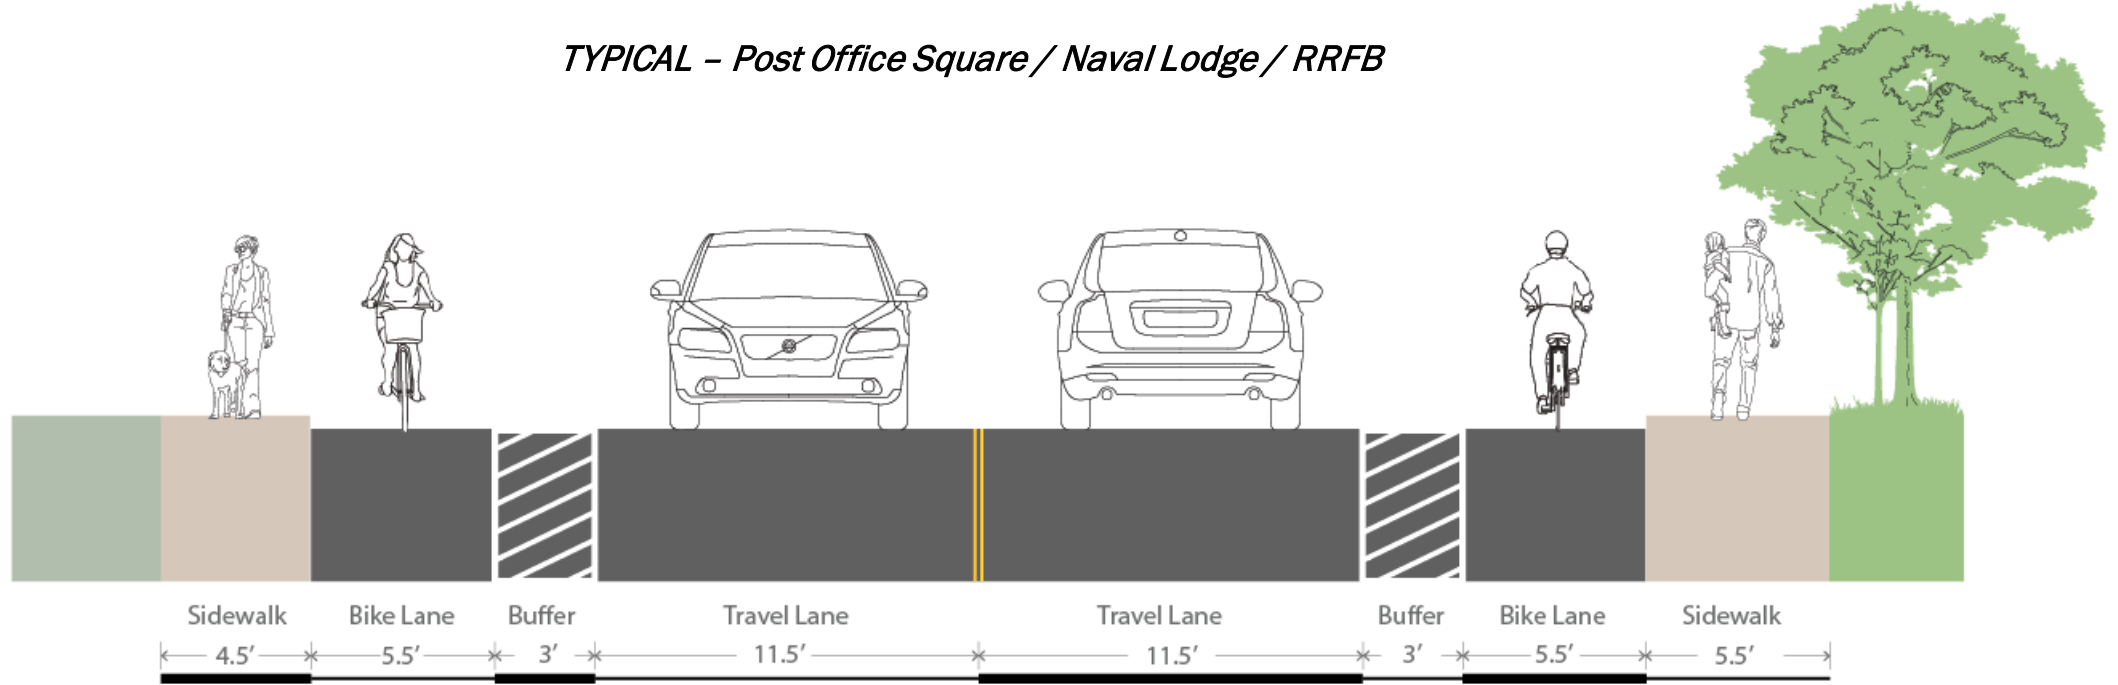 TYPICAL – Post Office Square / Naval Lodge / RRFB
Sidewalk Bike Lane Buffer Travel Lane Travel Lane Buffer Bike Lane Sidewalk
4.5′ 5.5′ 3′ 11.5′ 11.5′ 3′ 5.5′ 5.5′